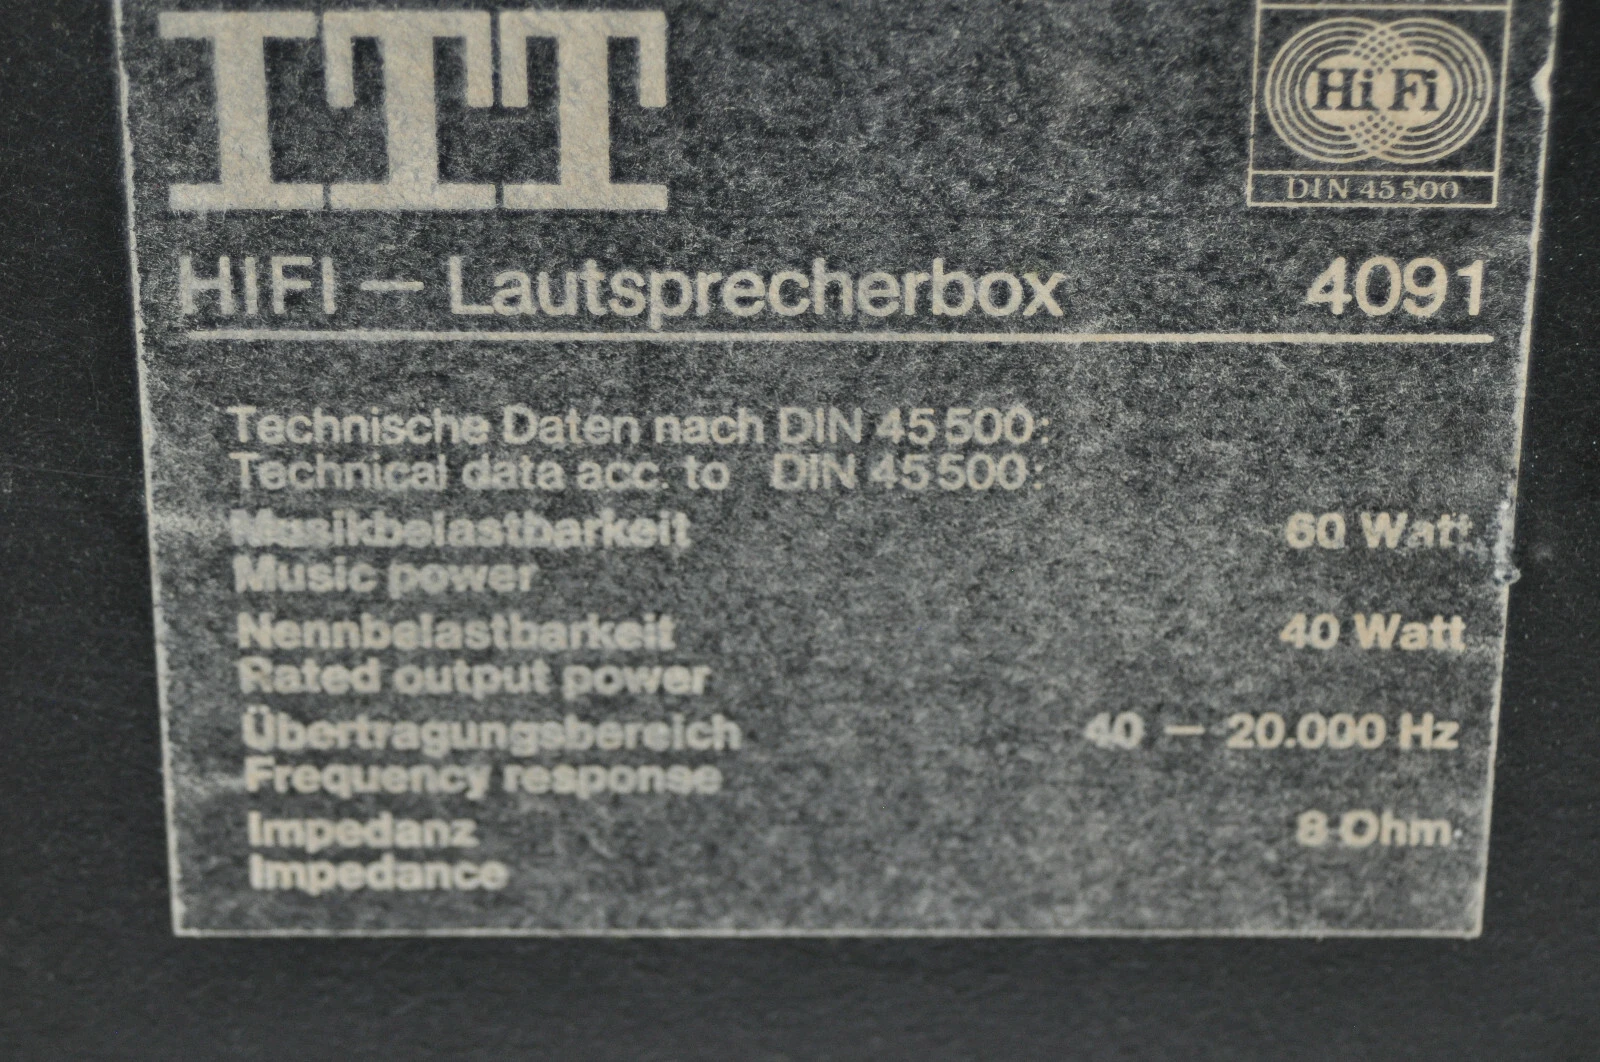 ITT
Hi Fi
DIN 45 500
HIFI — Lautsprecherbox 4091
Technische Daten nach DIN 45 500:
Technical data acc. to DIN 45 500:
Musikbelastbarkeit 60 Watt
Music power
Nennbelastbarkeit 40 Watt
Rated output power
Übertragungsbereich 40 — 20.000 Hz
Frequency response
Impedanz 8 Ohm
Impedance